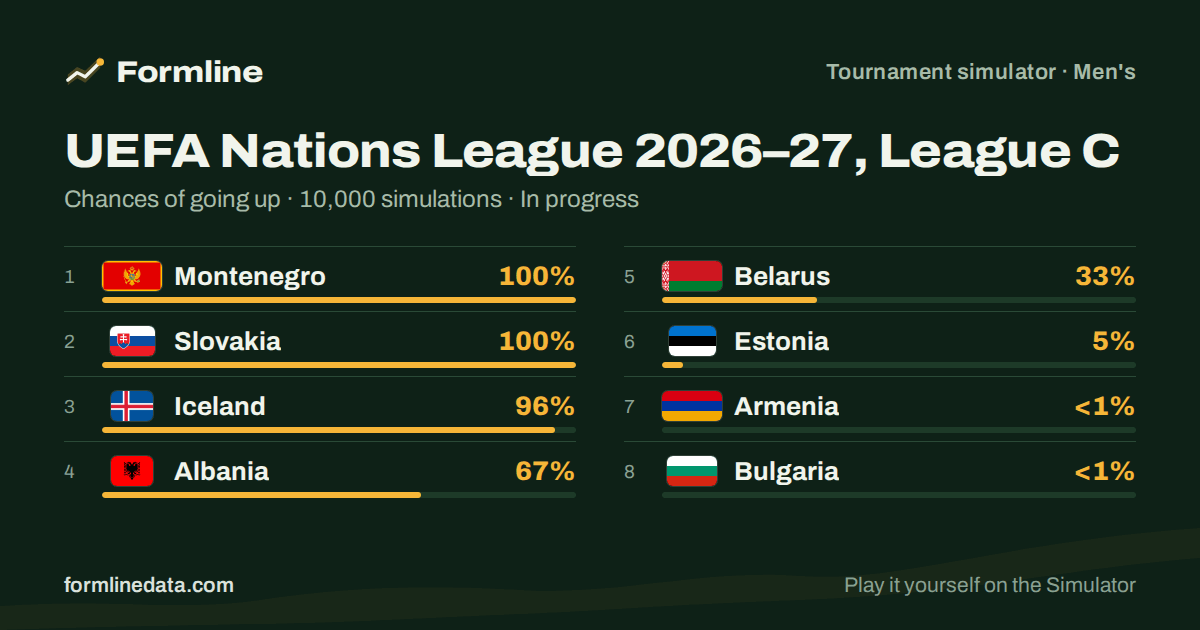 Formline
Tournament simulator · Men's
UEFA Nations League 2026–27, League C
Chances of going up · 10,000 simulations · In progress
1 Montenegro 100%
2 Slovakia 100%
3 Iceland 96%
4 Albania 67%
5 Belarus 33%
6 Estonia 5%
7 Armenia <1%
8 Bulgaria <1%
formlinedata.com
Play it yourself on the Simulator